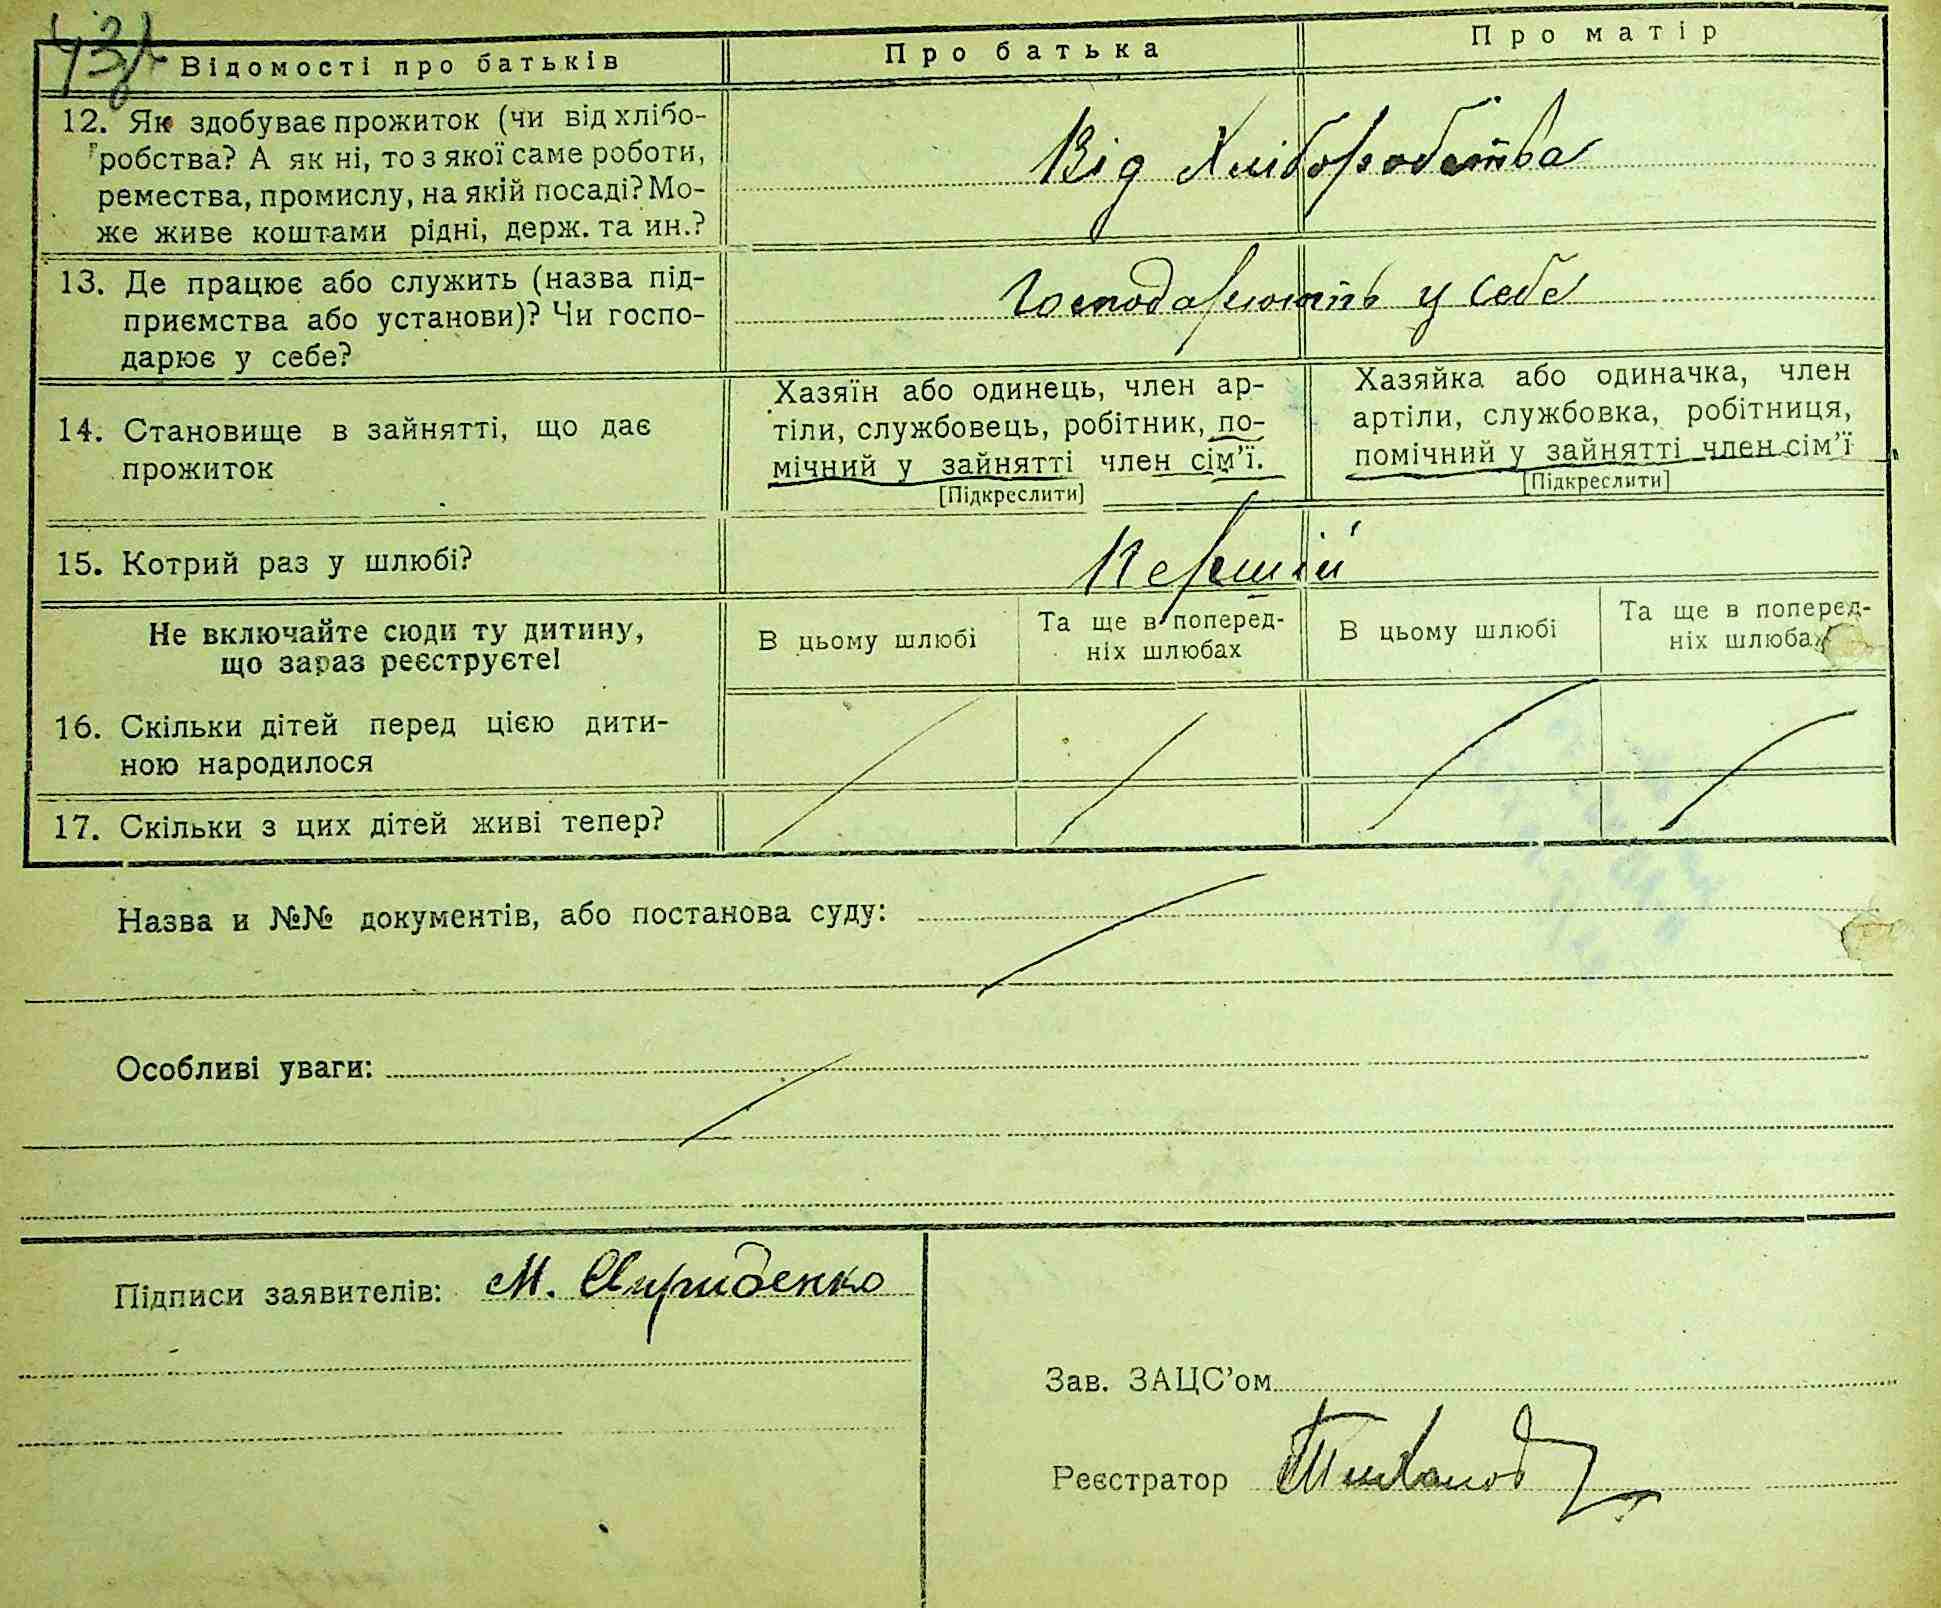 Відомості про батьків
Про батька
Про матір
12. Як здобуває прожиток (чи від хлібо-
робства? А як ні, то з якої саме роботи,
ремества, промислу, на якій посаді? Мо-
же живе коштами рідні, держ. та ин.?
Від Хліборобства
13. Де працює або служить (назва під-
приємства або установи)? Чи госпо-
дарює у себе?
Господарюють у себе
14. Становище в зайнятті, що дає
прожиток
Хазяїн або одинець, член ар-
тіли, службовець, робітник, по-
мічний у зайнятті член сім'ї.
[Підкреслити]
Хазяйка або одиначка, член
артіли, службовка, робітниця,
помічний у зайнятті член сім'ї
[Підкреслити]
15. Котрий раз у шлюбі?
Перший
Не включайте сюди ту дитину,
що зараз реєструєте!
В цьому шлюбі
Та ще в поперед-
ніх шлюбах
В цьому шлюбі
Та ще в поперед-
ніх шлюбах
16. Скільки дітей перед цією дити-
ною народилося
17. Скільки з цих дітей живі тепер?
Назва и №№ документів, або постанова суду:
Особливі уваги:
Підписи заявителів: М. Свириденко
Зав. ЗАЦС'ом
Реєстратор